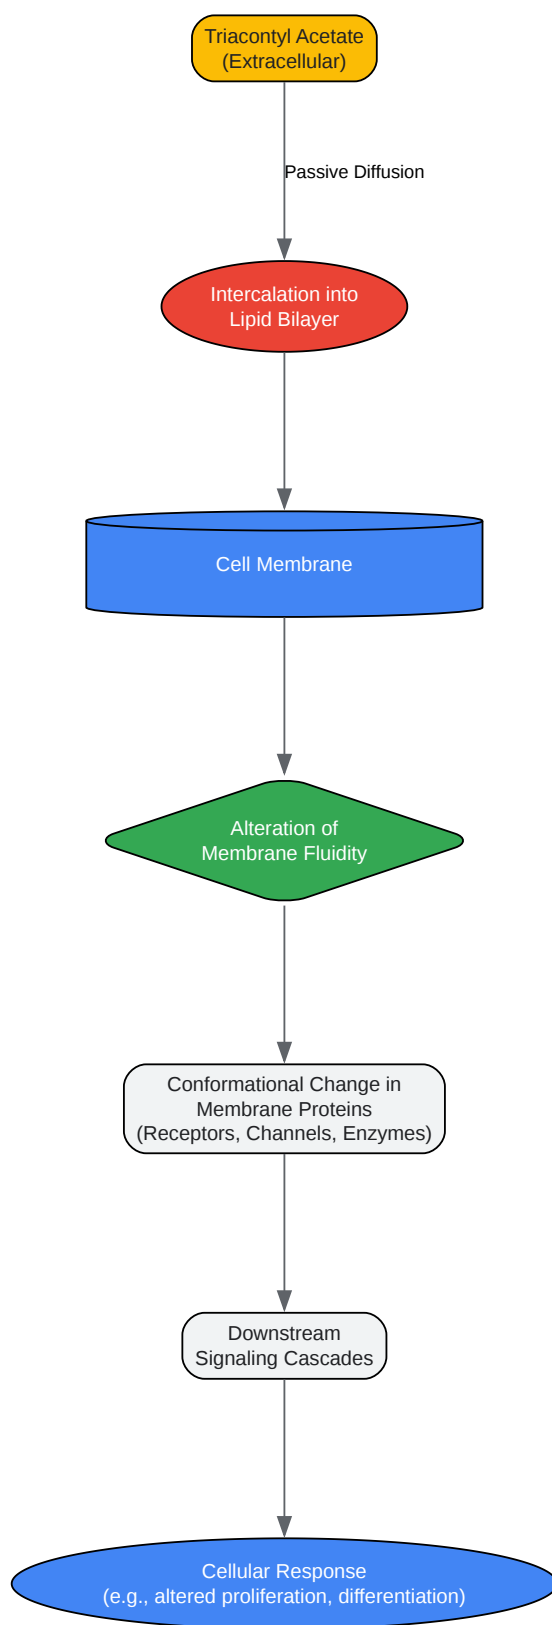 Triacontyl Acetate
(Extracellular)
Passive Diffusion
Intercalation into
Lipid Bilayer
Cell Membrane
Alteration of
Membrane Fluidity
Conformational Change in
Membrane Proteins
(Receptors, Channels, Enzymes)
Downstream
Signaling Cascades
Cellular Response
(e.g., altered proliferation, differentiation)